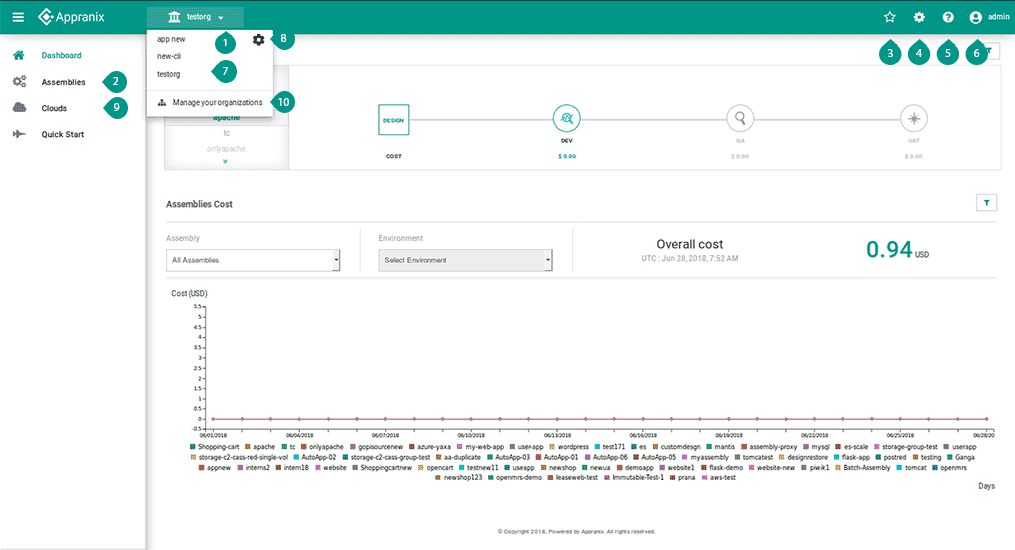 Appranix
testorg
admin
1
3
4
5
6
app new
8
new-cli
testorg
7
Manage your organizations
10
Dashboard
Assemblies
2
Clouds
9
Quick Start
apache
tc
onlyapache
DESIGN
COST
DEV
$ 0.00
QA
$ 0.00
UAT
$ 0.00
Assemblies Cost
Assembly
All Assemblies
Environment
Select Environment
Overall cost
UTC : Jun 28, 2018, 7:52 AM
0.94 USD
Cost (USD)
5.5
5
4.5
4
3.5
3
2.5
2
1.5
1
0.5
0
-0.5
06/01/2018 06/04/2018 06/07/2018 06/10/2018 06/13/2018 06/16/2018 06/19/2018 06/22/2018 06/25/2018 06/28/20
Shopping-cart apache tc onlyapache gopisourcenew azure-yaxa my-web-app user-app wordpress test171 es customdesgn mantis assembly-proxy mysql es-scale storage-group-test userapp
storage-c2-cass-red-single-vol AutoApp-02 storage-c2-cass-group-test aa-duplicate AutoApp-03 AutoApp-01 AutoApp-06 AutoApp-05 myassembly tomcatest designrestore flask-app postred testing Ganga
appnew interns2 intern18 website Shoppingcartnew opencart testnew11 useapp newshop newua demoapp website1 flask-demo website-new piwik1 Batch-Assembly tomcat openmrs
newshop123 openmrs-demo leaseweb-test Immutable-Test-1 prana aws-test
Days
© Copyright 2018, Powered by Appranix. All rights reserved.